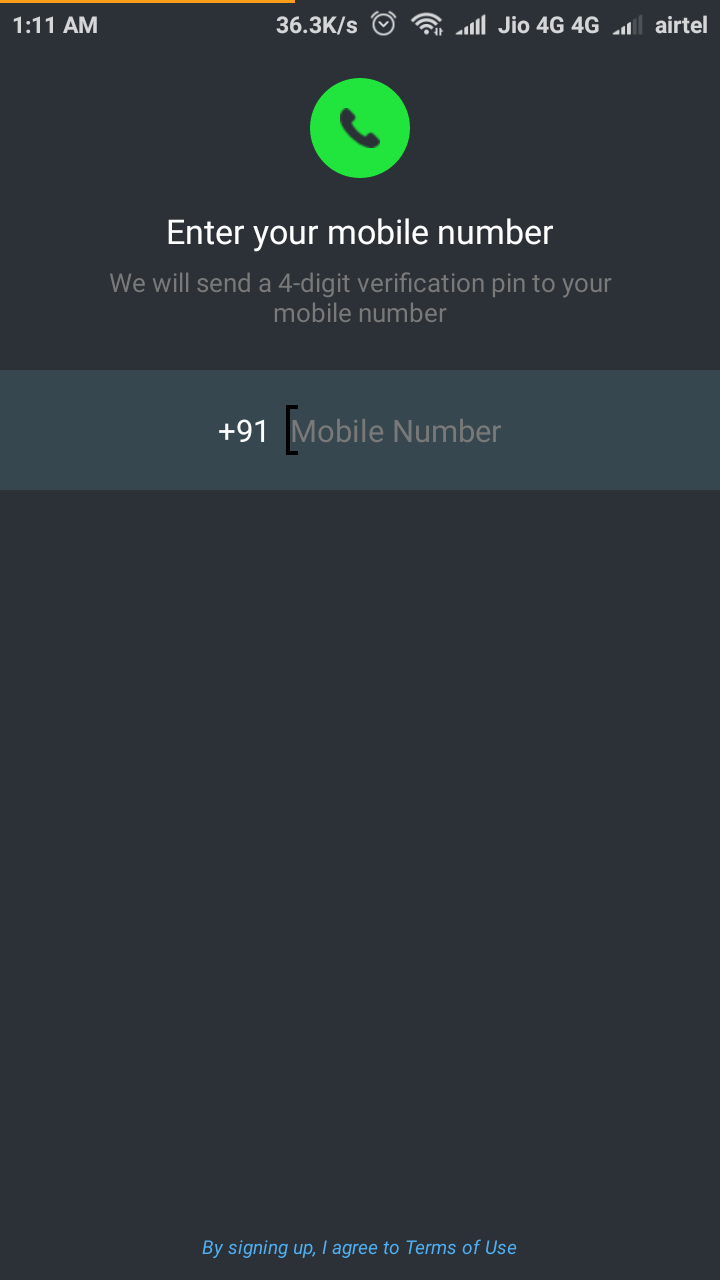 1:11 AM 36.3K/s Jio 4G 4G airtel
Enter your mobile number
We will send a 4-digit verification pin to your
mobile number
+91 Mobile Number
By signing up, I agree to Terms of Use